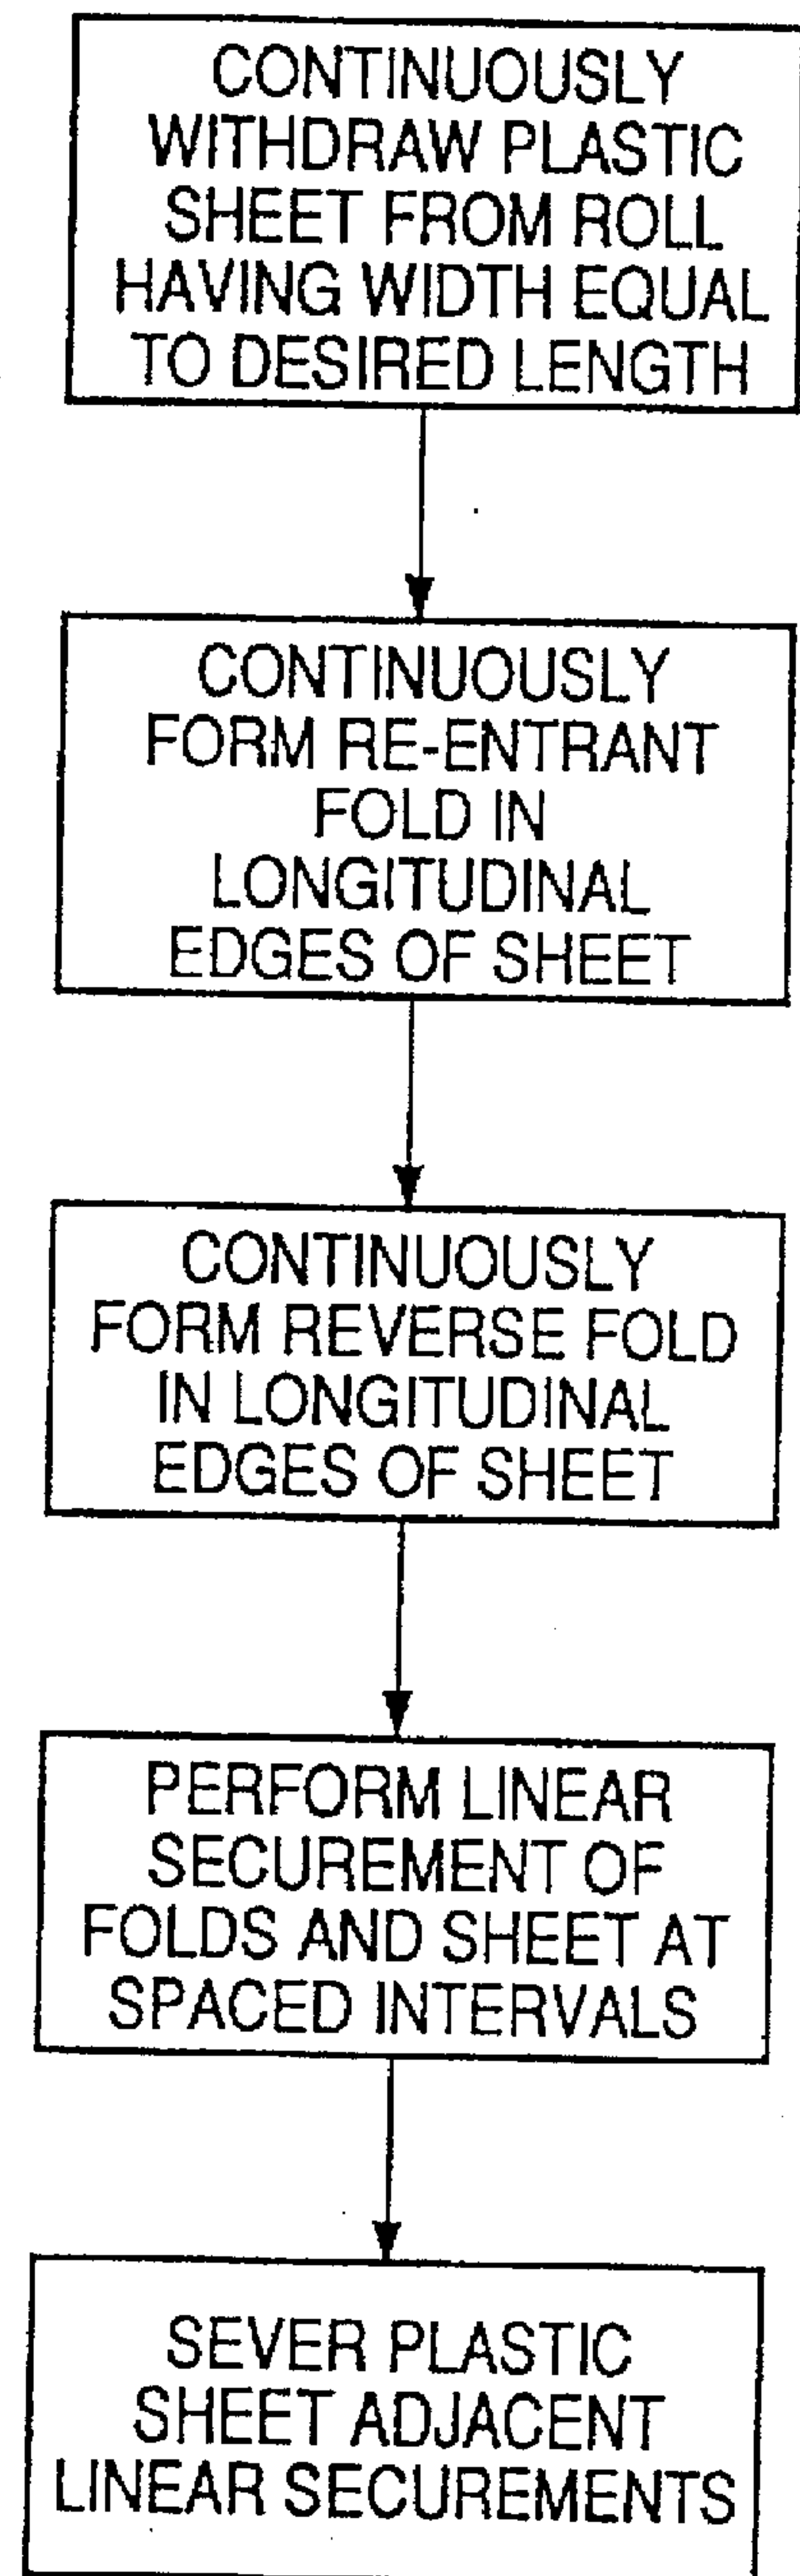 CONTINUOUSLY
WITHDRAW PLASTIC
SHEET FROM ROLL
HAVING WIDTH EQUAL
TO DESIRED LENGTH
CONTINUOUSLY
FORM RE-ENTRANT
FOLD IN
LONGITUDINAL
EDGES OF SHEET
CONTINUOUSLY
FORM REVERSE FOLD
IN LONGITUDINAL
EDGES OF SHEET
PERFORM LINEAR
SECUREMENT OF
FOLDS AND SHEET AT
SPACED INTERVALS
SEVER PLASTIC
SHEET ADJACENT
LINEAR SECUREMENTS